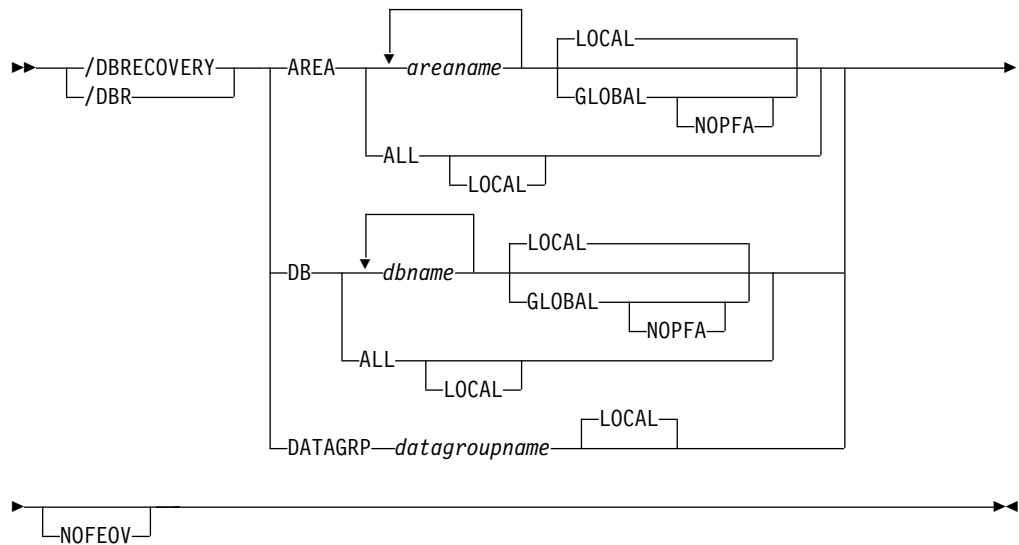 LOCAL
/DBRECOVERY AREA areaname
/DBR GLOBAL
NOPFA
ALL
LOCAL
LOCAL
DB dbname
GLOBAL
NOPFA
ALL
LOCAL
LOCAL
DATAGRP datagroupname
NOFEOV